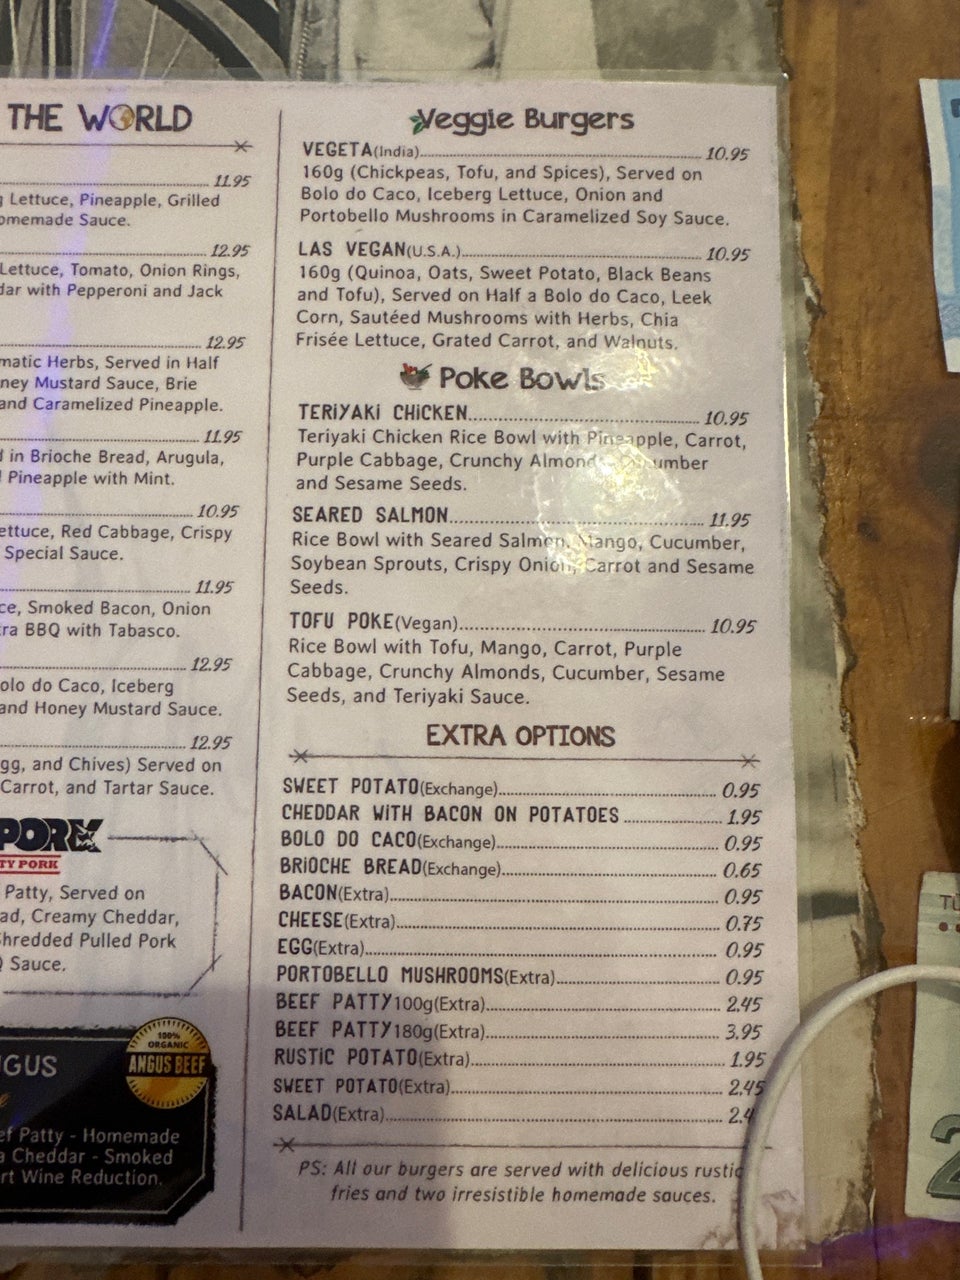 THE WORLD
11.95
Lettuce, Pineapple, Grilled
omemade Sauce.
12.95
Lettuce, Tomato, Onion Rings,
dar with Pepperoni and Jack
12.95
matic Herbs, Served in Half
ney Mustard Sauce, Brie
and Caramelized Pineapple.
11.95
in Brioche Bread, Arugula,
Pineapple with Mint.
10.95
ettuce, Red Cabbage, Crispy
Special Sauce.
11.95
ce, Smoked Bacon, Onion
ra BBQ with Tabasco.
12.95
olo do Caco, Iceberg
and Honey Mustard Sauce.
12.95
gg, and Chives) Served on
Carrot, and Tartar Sauce.
PORK
TY PORK
Patty, Served on
ad, Creamy Cheddar,
Shredded Pulled Pork
Q Sauce.
NGUS
100%
ORGANIC
ANGUS BEEF
ef Patty - Homemade
a Cheddar - Smoked
rt Wine Reduction.
Veggie Burgers
VEGETA(India) 10.95
160g (Chickpeas, Tofu, and Spices), Served on
Bolo do Caco, Iceberg Lettuce, Onion and
Portobello Mushrooms in Caramelized Soy Sauce.
LAS VEGAN(U.S.A.) 10.95
160g (Quinoa, Oats, Sweet Potato, Black Beans
and Tofu), Served on Half a Bolo do Caco, Leek
Corn, Sautéed Mushrooms with Herbs, Chia
Frisée Lettuce, Grated Carrot, and Walnuts.
Poke Bowls
TERIYAKI CHICKEN 10.95
Teriyaki Chicken Rice Bowl with Pineapple, Carrot,
Purple Cabbage, Crunchy Almonds, Cucumber
and Sesame Seeds.
SEARED SALMON 11.95
Rice Bowl with Seared Salmon, Mango, Cucumber,
Soybean Sprouts, Crispy Onion, Carrot and Sesame
Seeds.
TOFU POKE(Vegan) 10.95
Rice Bowl with Tofu, Mango, Carrot, Purple
Cabbage, Crunchy Almonds, Cucumber, Sesame
Seeds, and Teriyaki Sauce.
EXTRA OPTIONS
SWEET POTATO(Exchange) 0.95
CHEDDAR WITH BACON ON POTATOES 1.95
BOLO DO CACO(Exchange) 0.95
BRIOCHE BREAD(Exchange) 0.65
BACON(Extra) 0.95
CHEESE(Extra) 0.75
EGG(Extra) 0.95
PORTOBELLO MUSHROOMS(Extra) 0.95
BEEF PATTY100g(Extra) 2.45
BEEF PATTY180g(Extra) 3.95
RUSTIC POTATO(Extra) 1.95
SWEET POTATO(Extra) 2.45
SALAD(Extra) 2.4
PS: All our burgers are served with delicious rustic
fries and two irresistible homemade sauces.
2